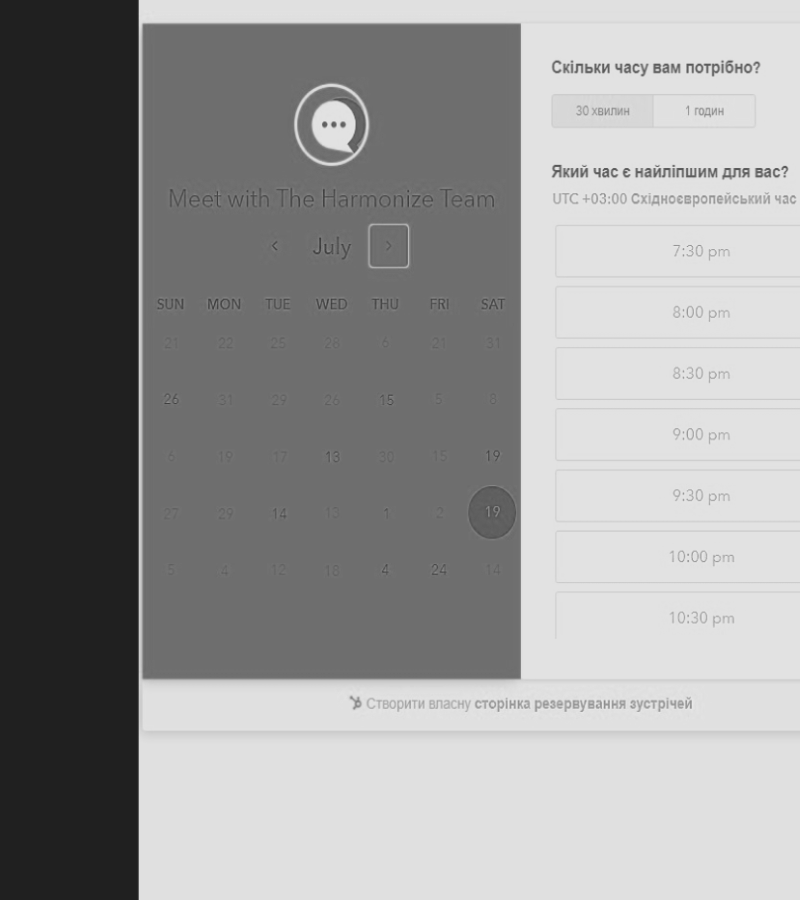 Meet with The Harmonize Team
July
SUN MON TUE WED THU FRI SAT
21 22 25 28 6 21 31
26 31 29 26 15 5 8
6 19 17 13 30 15 19
27 29 14 13 1 2 19
5 4 12 18 4 24 14
Скільки часу вам потрібно?
30 хвилин 1 годин
Який час є найліпшим для вас?
UTC +03:00 Східноєвропейський час
7:30 pm
8:00 pm
8:30 pm
9:00 pm
9:30 pm
10:00 pm
10:30 pm
Створити власну сторінка резервування зустрічей